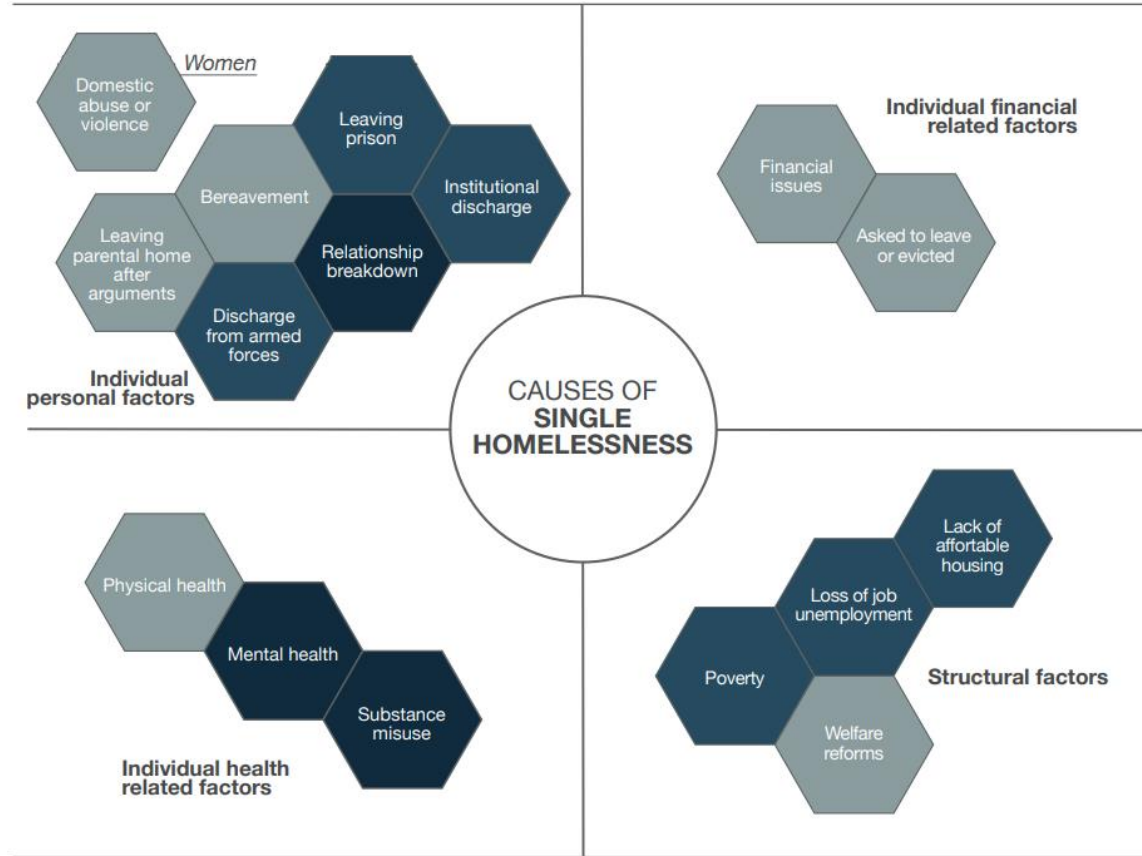 Women
Domestic
abuse or
violence
Leaving
prison
Bereavement
Institutional
discharge
Leaving
parental home
after
arguments
Relationship
breakdown
Discharge
from armed
forces
Individual
personal factors
Individual financial
related factors
Financial
issues
Asked to leave
or evicted
CAUSES OF
SINGLE
HOMELESSNESS
Physical health
Mental health
Substance
misuse
Individual health
related factors
Lack of
affortable
housing
Loss of job
unemployment
Poverty
Structural factors
Welfare
reforms